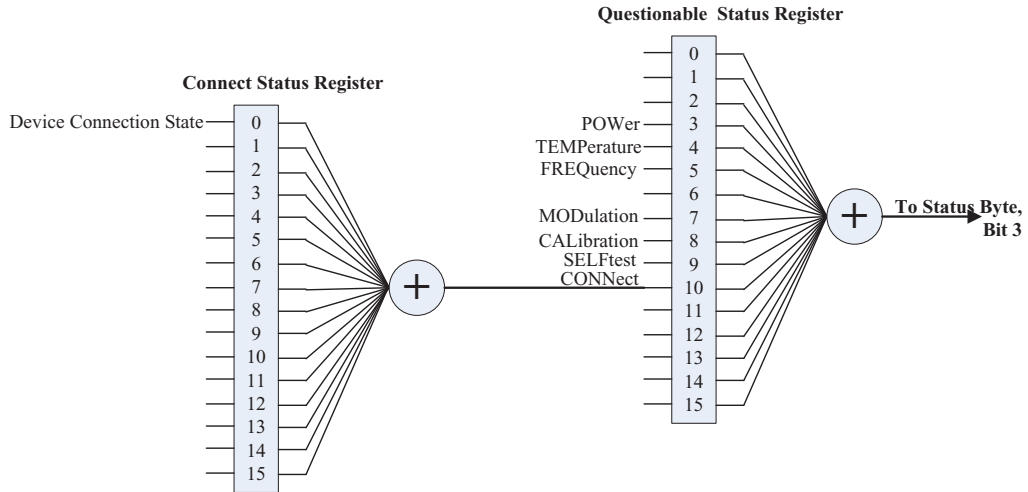 Questionable Status Register
Connect Status Register
Device Connection State
0
1
2
3
4
5
6
7
8
9
10
11
12
13
14
15
+
POWer
TEMPerature
FREQuency
MODulation
CALibration
SELFtest
CONNect
0
1
2
3
4
5
6
7
8
9
10
11
12
13
14
15
+
To Status Byte,
Bit 3